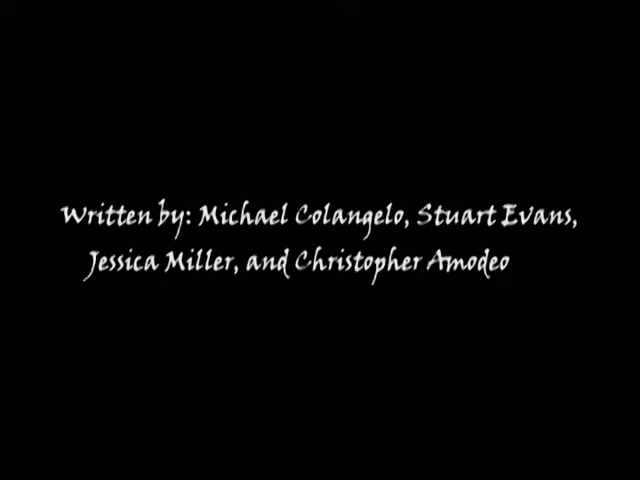 Written by: Michael Colangelo, Stuart Evans,
Jessica Miller, and Christopher Amodeo